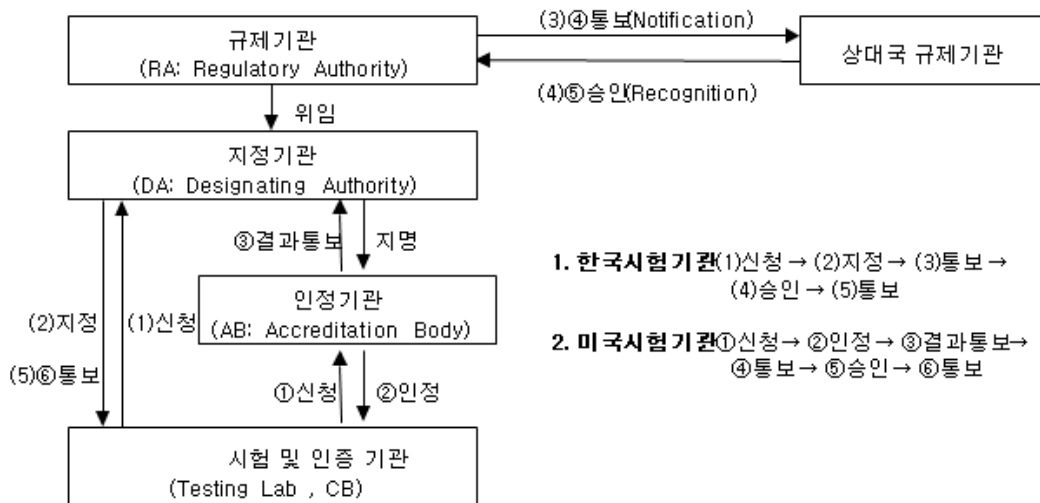 (3)④통보(Notification)
규제기관
(RA: Regulatory Authority)
상대국 규제기관
(4)⑤승인(Recognition)
위임
지정기관
(DA: Designating Authority)
③결과통보
지명
인정기관
(AB: Accreditation Body)
(2)지정
(1)신청
(5)⑥통보
①신청
②인정
시험 및 인증 기관
(Testing Lab , CB)
1. 한국시험기관(1)신청 → (2)지정→ (3)통보 →
(4)승인 → (5)통보
2. 미국시험기관①신청→ ②인정→ ③결과통보→
④통보→ ⑤승인→ ⑥통보